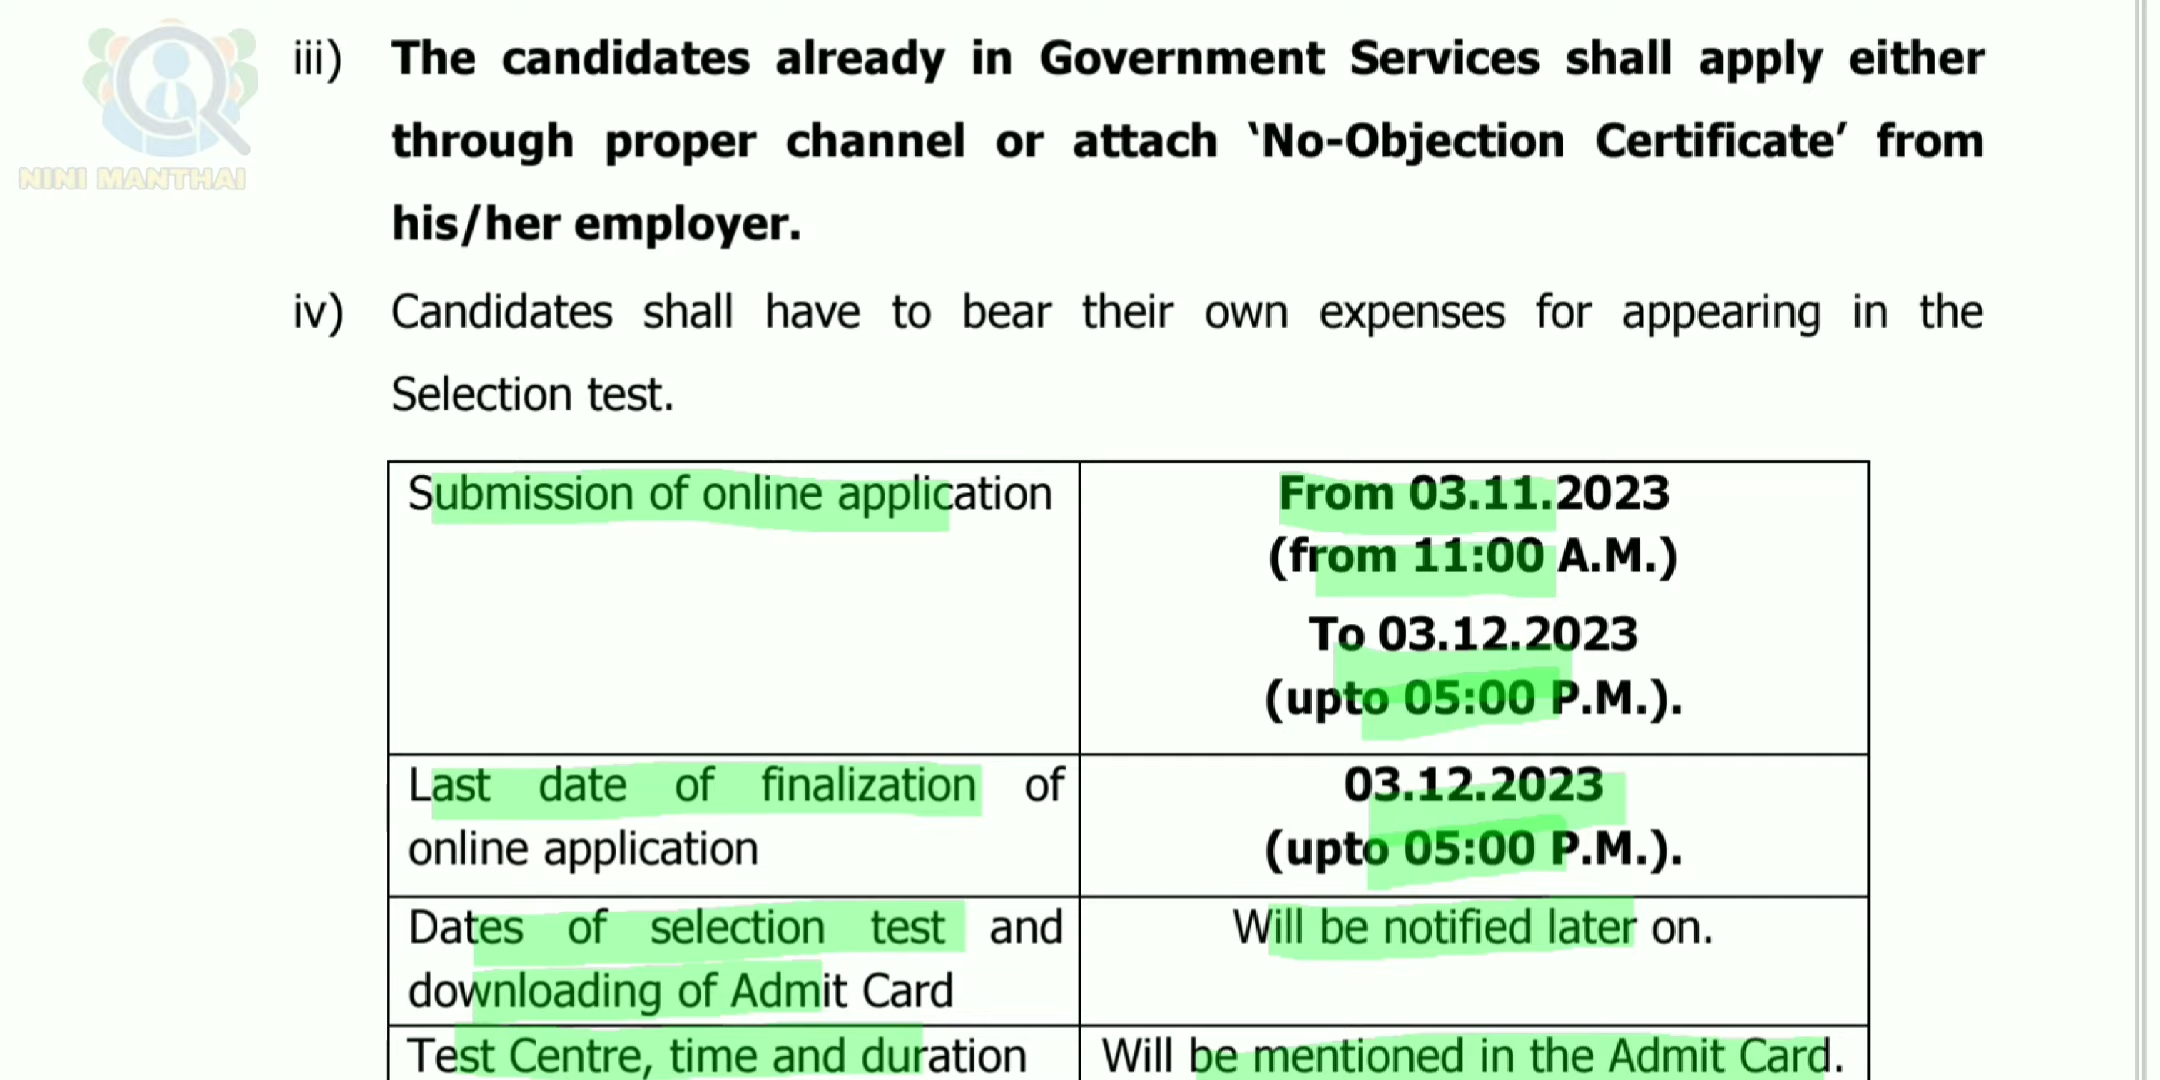 NINI MANTHAI
iii) The candidates already in Government Services shall apply either
through proper channel or attach ‘No-Objection Certificate’ from
his/her employer.
iv) Candidates shall have to bear their own expenses for appearing in the
Selection test.
Submission of online application
From 03.11.2023
(from 11:00 A.M.)
To 03.12.2023
(upto 05:00 P.M.).
Last date of finalization of
online application
03.12.2023
(upto 05:00 P.M.).
Dates of selection test and
downloading of Admit Card
Will be notified later on.
Test Centre, time and duration
Will be mentioned in the Admit Card.